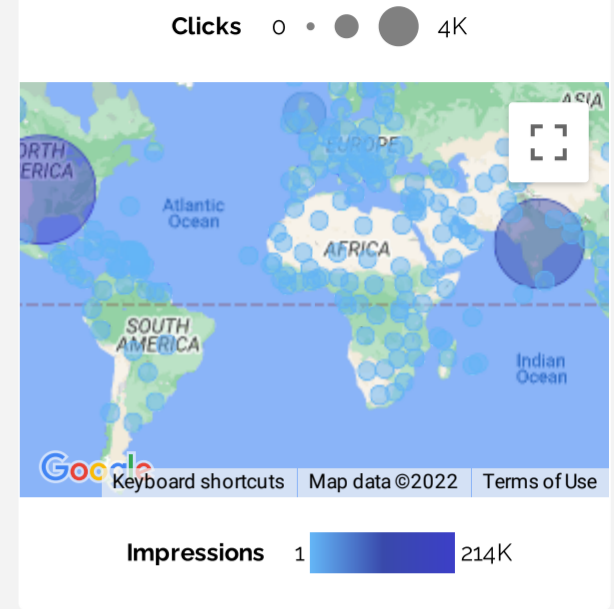 Clicks 0 4K
ASIA
ORTH
ERICA
EUROPE
Atlantic
Ocean
AFRICA
SOUTH
AMERICA
Indian
Ocean
Google
Keyboard shortcuts Map data ©2022 Terms of Use
Impressions 1 214K